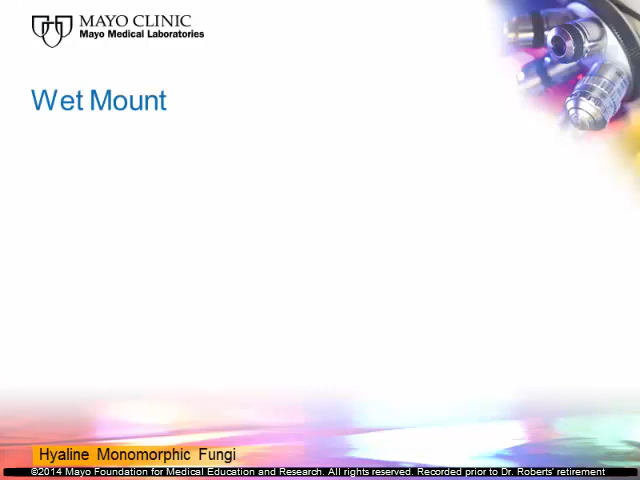 MAYO CLINIC
Mayo Medical Laboratories
Wet Mount
Hyaline Monomorphic Fungi
©2014 Mayo Foundation for Medical Education and Research. All rights reserved. Recorded prior to Dr. Roberts' retirement